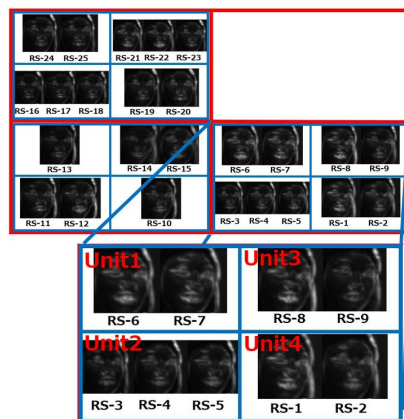 RS-24 RS-25 RS-21 RS-22 RS-23
RS-16 RS-17 RS-18 RS-19 RS-20
RS-13 RS-14 RS-15
RS-6 RS-7 RS-8 RS-9
RS-11 RS-12 RS-10
RS-3 RS-4 RS-5 RS-1 RS-2
Unit1 Unit3
RS-6 RS-7 RS-8 RS-9
Unit2 Unit4
RS-3 RS-4 RS-5 RS-1 RS-2